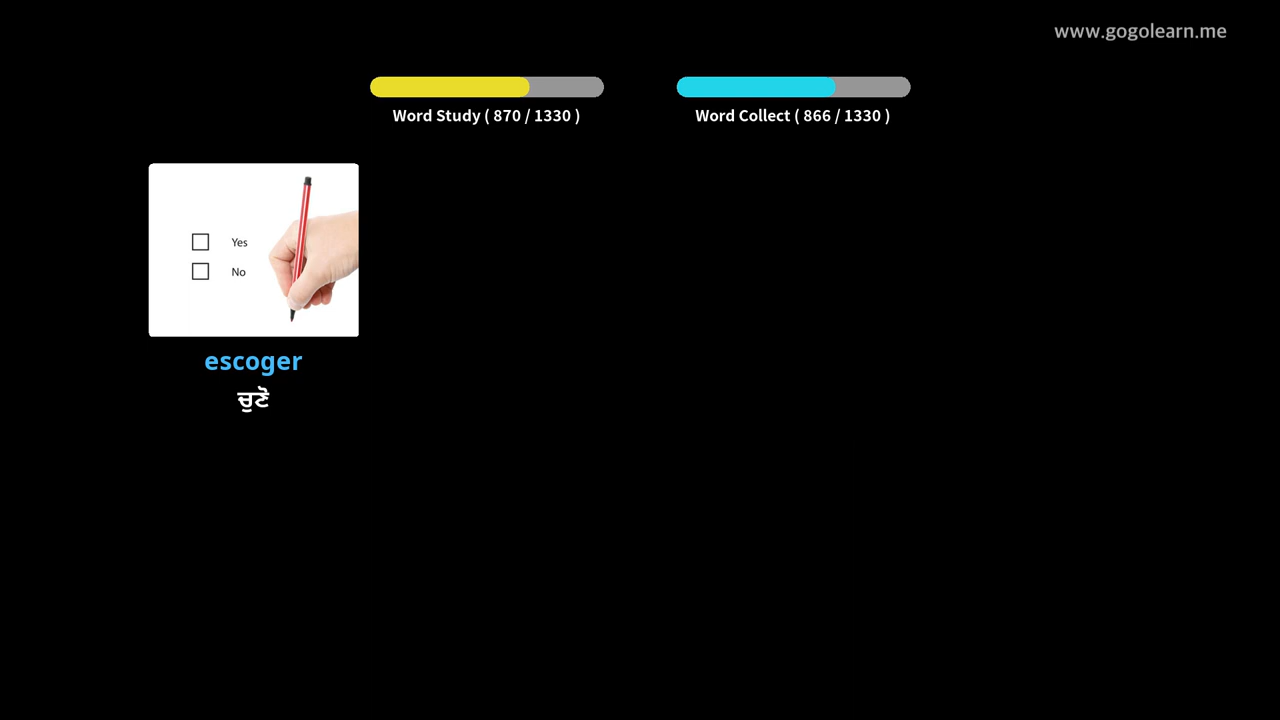 www.gogolearn.me
Word Study ( 870 / 1330 )
Word Collect ( 866 / 1330 )
Yes
No
escoger
ਚੁਣੋ